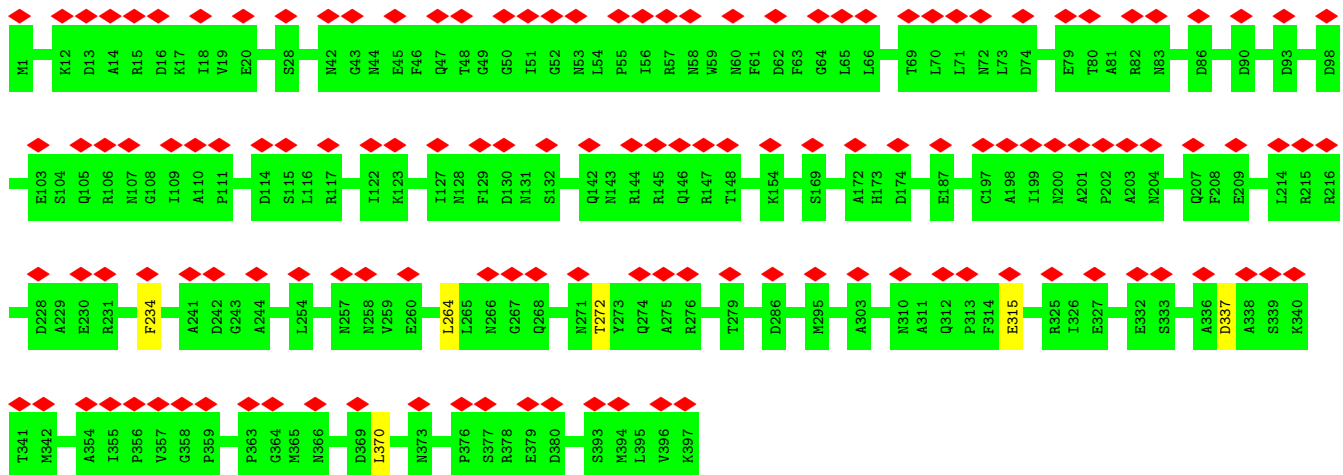 M1 K12 D13 A14 R15 D16 K17 I18 V19 E20 S28 N42 G43 N44 E45 F46 Q47 T48 G49 G50 I51 G52 N53 L54 P55 I56 R57 N58 W59 N60 F61 D62 F63 G64 L65 L66 T69 L70 L71 N72 L73 D74 E79 T80 A81 R82 N83 D86 D90 D93 D98
E103 S104 Q105 R106 N107 G108 I109 A110 P111 D114 S115 L116 R117 I122 K123 I127 N128 F129 D130 N131 S132 Q142 N143 R144 R145 Q146 R147 T148 K154 S169 A172 H173 D174 E187 C197 A198 I199 N200 A201 P202 A203 N204 Q207 F208 E209 L214 R215 R216
D228 A229 E230 R231 F234 A241 D242 G243 A244 L254 N257 N258 V259 E260 L264 L265 N266 G267 Q268 N271 T272 Y273 Q274 A275 R276 T279 D286 M295 A303 N310 A311 Q312 P313 F314 E315 R325 I326 E327 E332 S333 A336 D337 A338 S339 K340
T341 M342 A354 I355 P356 V357 G358 P359 P363 G364 M365 N366 D369 L370 N373 P376 S377 R378 E379 D380 S393 M394 L395 V396 K397